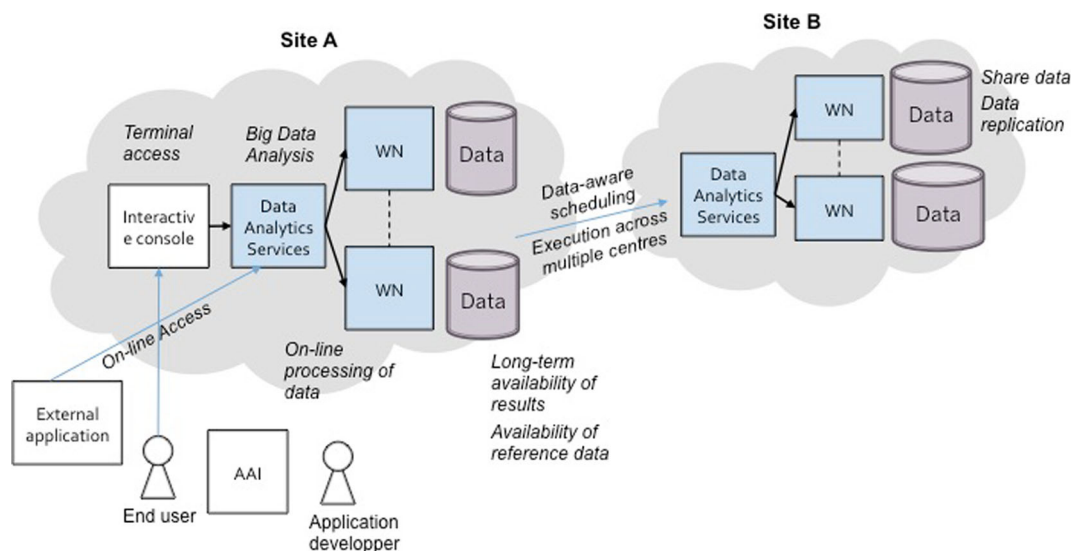 Site A
Site B
Terminal
access
Big Data
Analysis
WN
Data
WN
Data
Share data
Data
replication
Interactiv
e console
Data
Analytics
Services
Data-aware
scheduling
Execution across
multiple centres
Data
Analytics
Services
WN
Data
WN
Data
On-line Access
On-line
processing of
data
Long-term
availability of
results
Availability of
reference data
External
application
AAI
End user
Application
developper